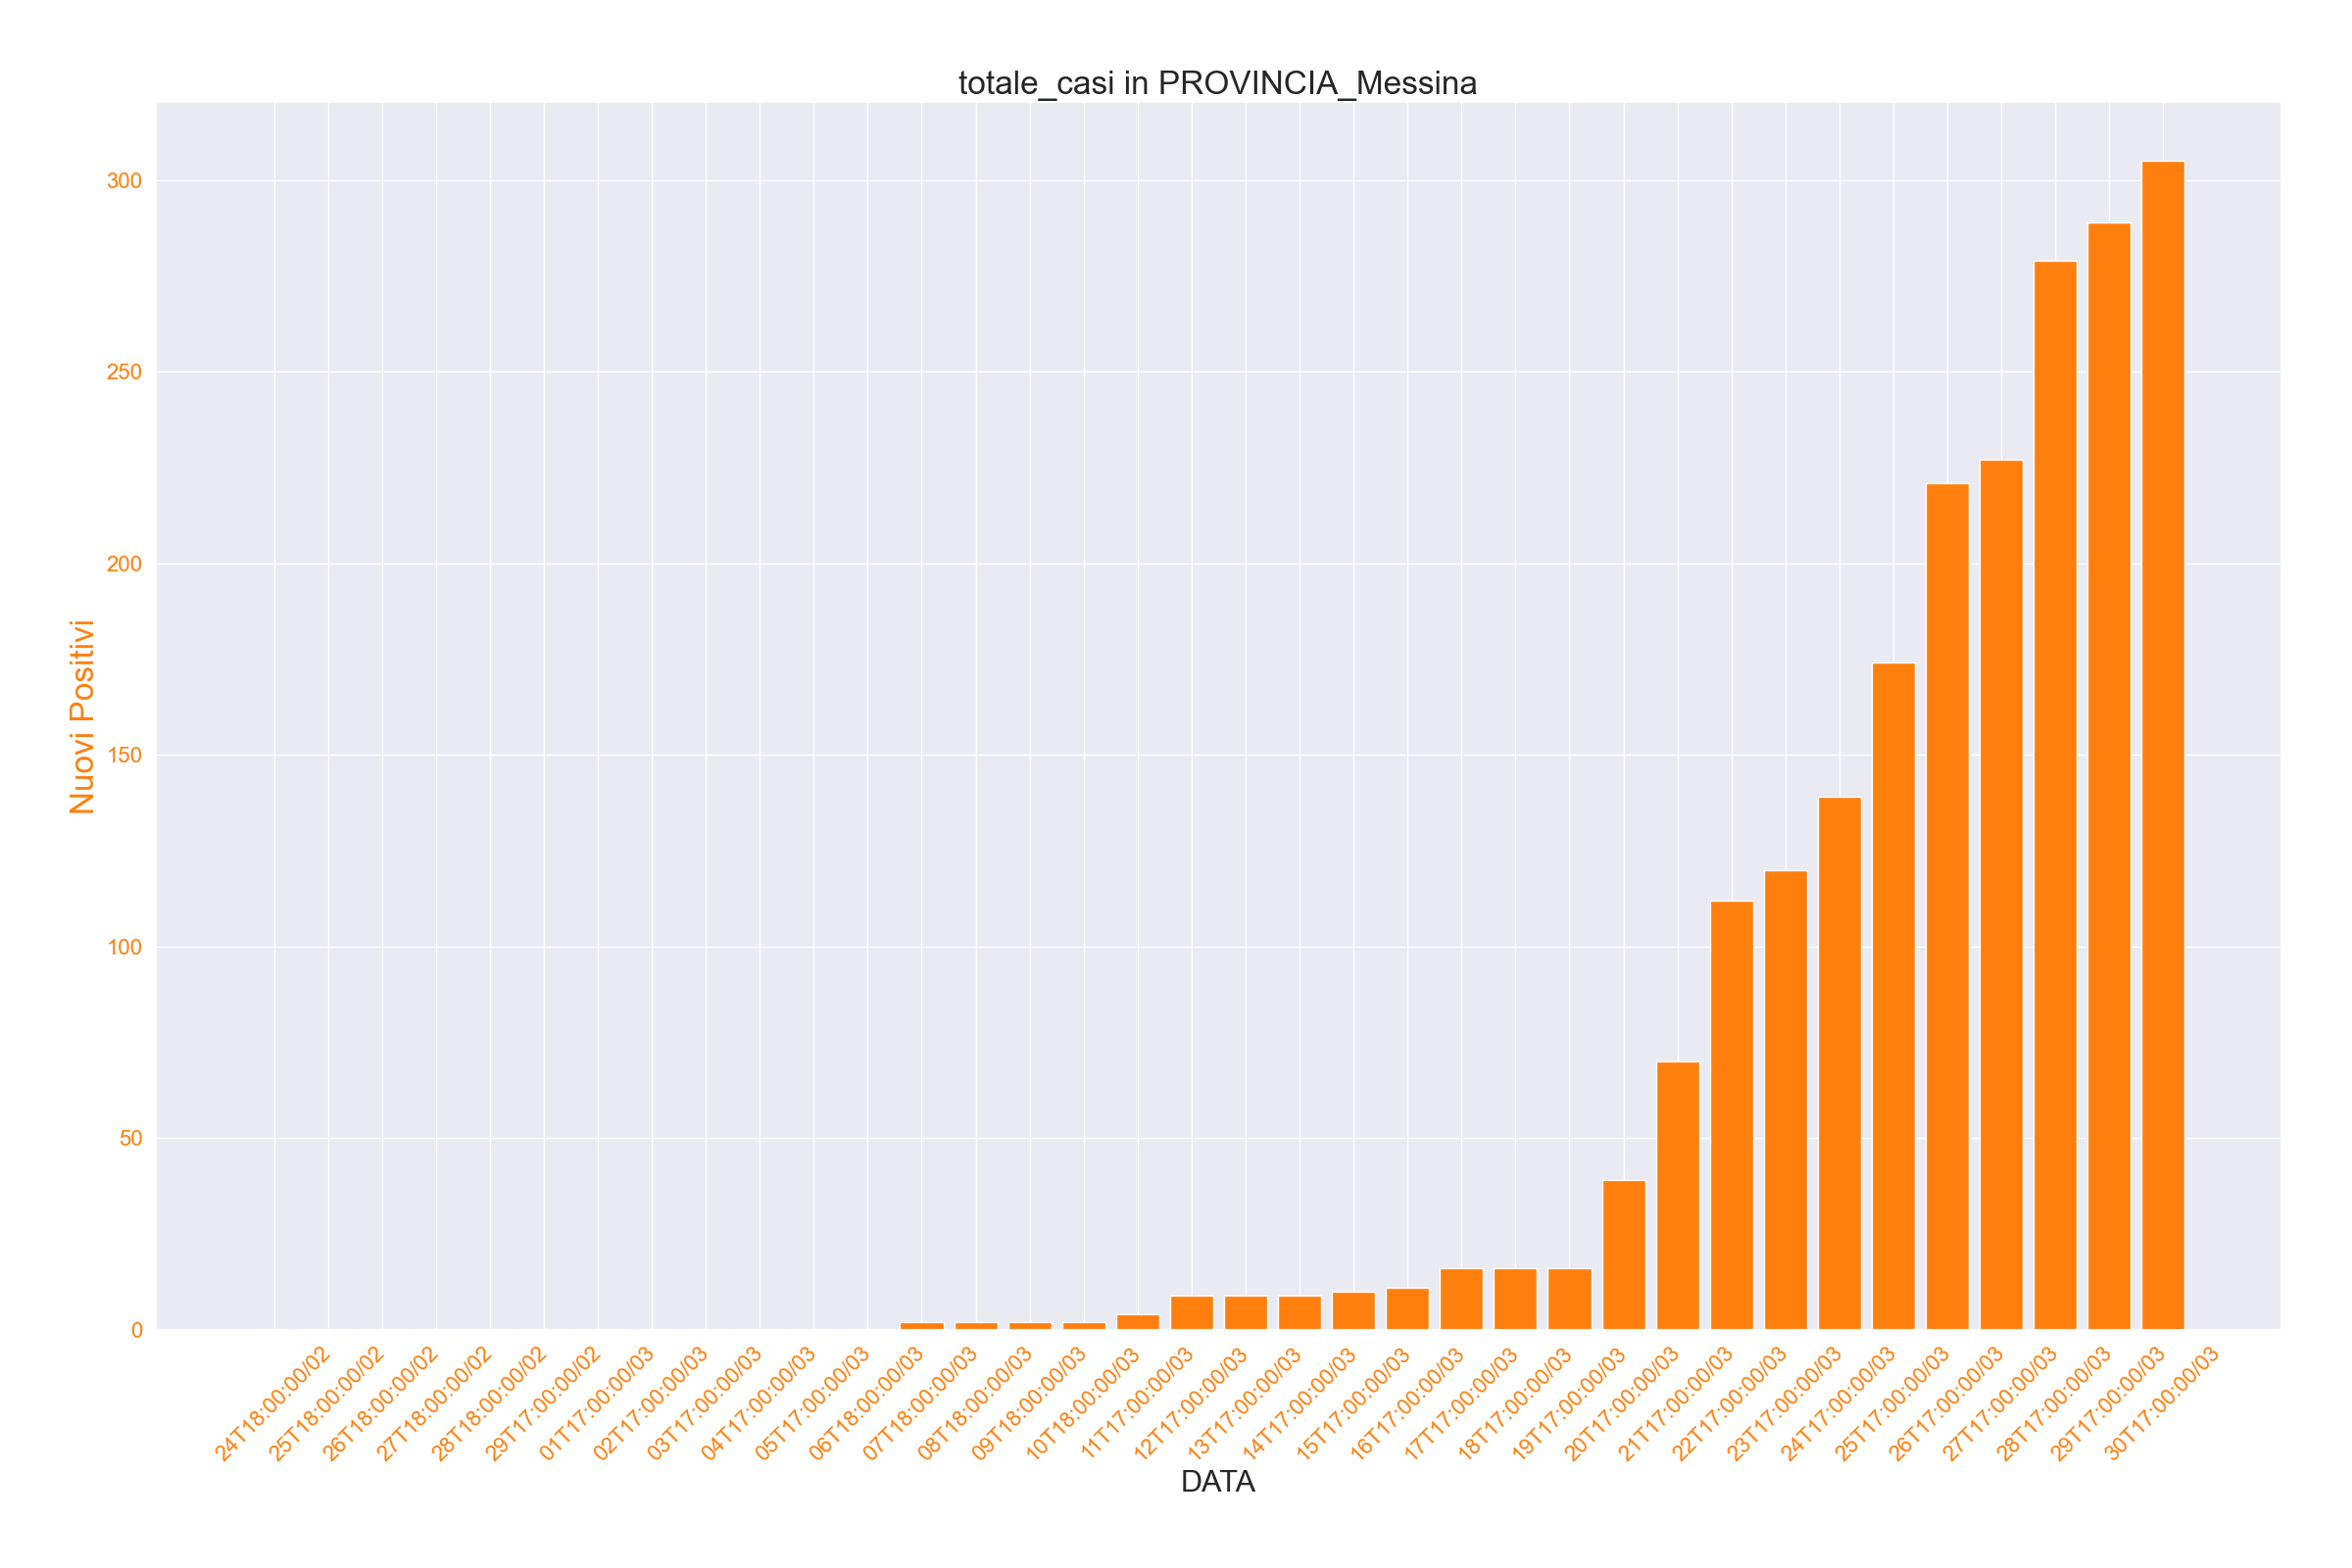 totale_casi in PROVINCIA_Messina
Nuovi Positivi
300
250
200
150
100
50
0
24T18:00:00/02
25T18:00:00/02
26T18:00:00/02
27T18:00:00/02
28T18:00:00/02
29T17:00:00/02
01T17:00:00/03
02T17:00:00/03
03T17:00:00/03
04T17:00:00/03
05T17:00:00/03
06T18:00:00/03
07T18:00:00/03
08T18:00:00/03
09T18:00:00/03
10T18:00:00/03
11T17:00:00/03
12T17:00:00/03
13T17:00:00/03
14T17:00:00/03
15T17:00:00/03
16T17:00:00/03
17T17:00:00/03
18T17:00:00/03
19T17:00:00/03
20T17:00:00/03
21T17:00:00/03
22T17:00:00/03
23T17:00:00/03
24T17:00:00/03
25T17:00:00/03
26T17:00:00/03
27T17:00:00/03
28T17:00:00/03
29T17:00:00/03
30T17:00:00/03
DATA